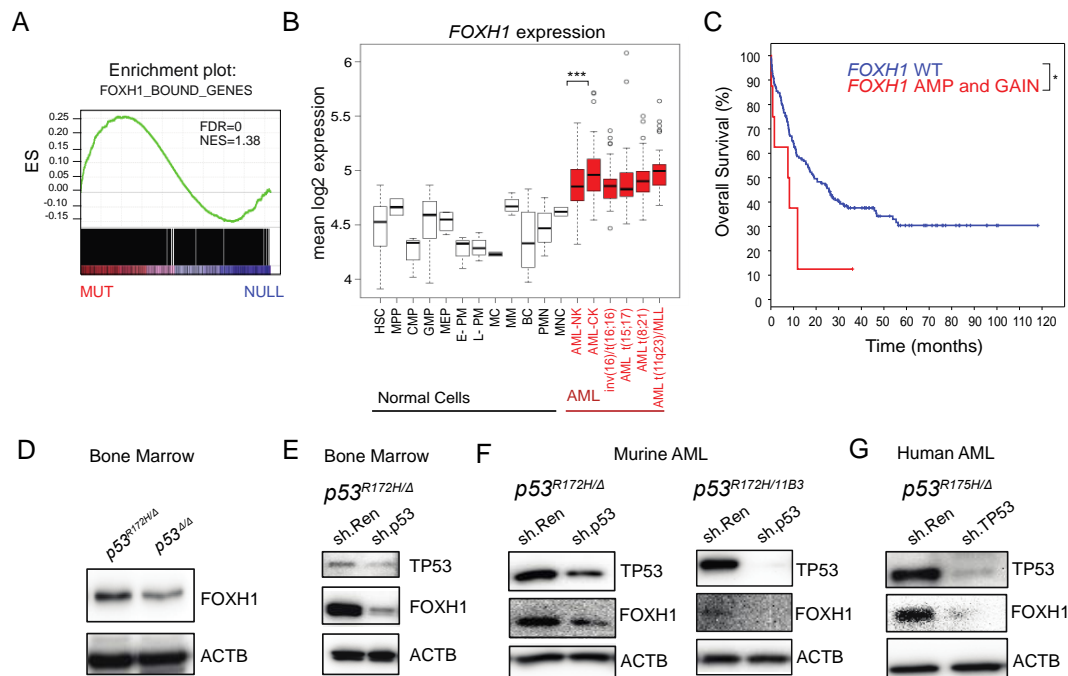 A
Enrichment plot:
FOXH1_BOUND_GENES
FDR=0
NES=1.38
ES
0.25
0.20
0.15
0.10
0.00
-0.10
-0.15
MUT
NULL
B
FOXH1 expression
mean log2 expression
6
5.5
5
4.5
4
***
HSC
MPP
CMP
GMP
MEP
E- PM
L- PM
MC
MM
BC
PMN
MNC
AML-NK
AML-CK
inv(16)/t(16;16)
AML t(15;17)
AML t(8;21)
AML t(11q23)/MLL
Normal Cells
AML
C
FOXH1 WT
FOXH1 AMP and GAIN
*
Overall Survival (%)
100
90
80
70
60
50
40
30
20
10
0
0 10 20 30 40 50 60 70 80 90 100 110 120
Time (months)
D
Bone Marrow
p53R172H/Δ
p53Δ/Δ
FOXH1
ACTB
E
Bone Marrow
p53R172H/Δ
sh.Ren
sh.p53
TP53
FOXH1
ACTB
F
Murine AML
p53R172H/Δ
sh.Ren
sh.p53
TP53
FOXH1
ACTB
p53R172H/11B3
sh.Ren
sh.p53
TP53
FOXH1
ACTB
G
Human AML
p53R175H/Δ
sh.Ren
sh.TP53
TP53
FOXH1
ACTB